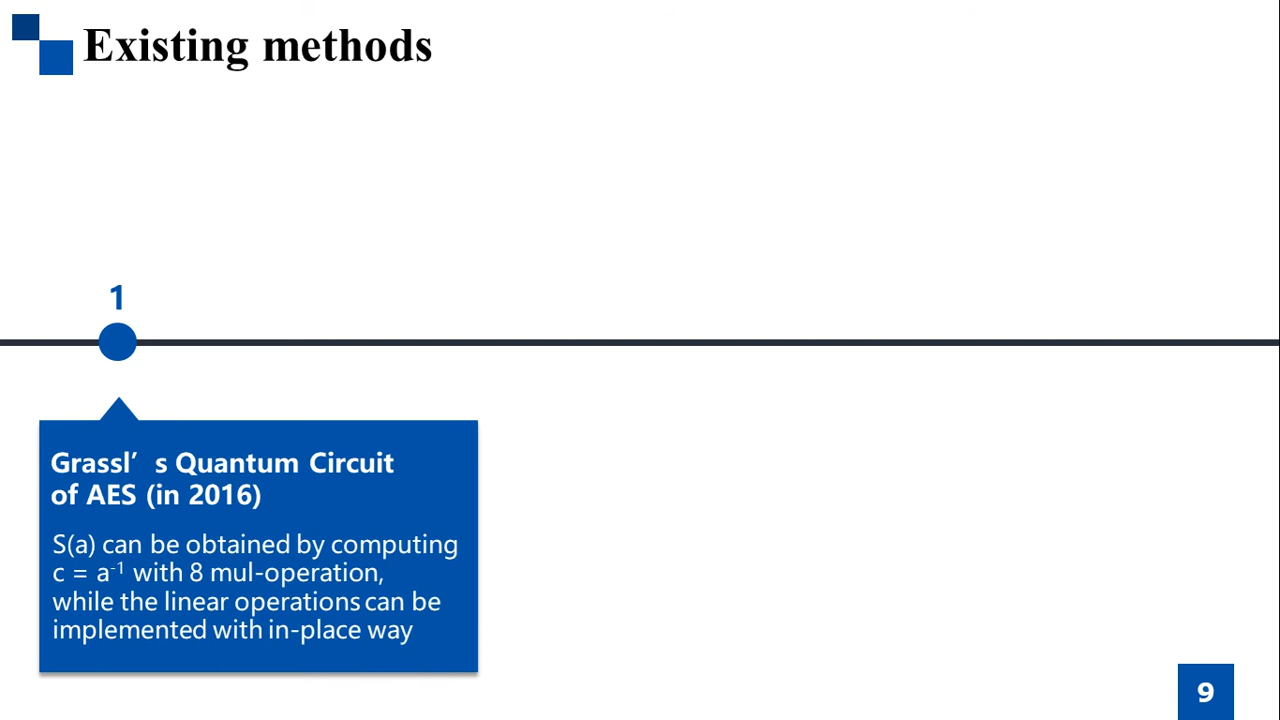 Existing methods
1
Grassl’s Quantum Circuit
of AES (in 2016)
S(a) can be obtained by computing
c = a⁻¹ with 8 mul-operation,
while the linear operations can be
implemented with in-place way
9